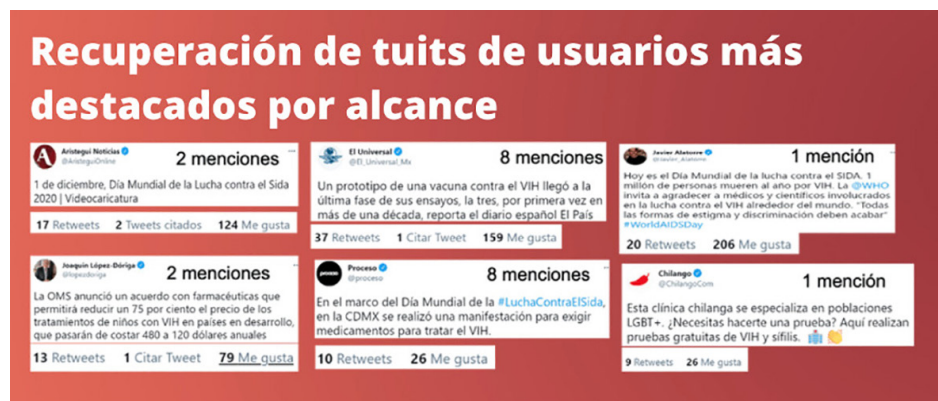 Recuperación de tuits de usuarios más
destacados por alcance
Aristegui Noticias
@AristeguiOnline
2 menciones
1 de diciembre, Día Mundial de la Lucha contra el Sida
2020 | Videocaricatura
17 Retweets 2 Tweets citados 124 Me gusta
El Universal
@El_Universal_Mx
8 menciones
Un prototipo de una vacuna contra el VIH llegó a la
última fase de sus ensayos, la tres, por primera vez en
más de una década, reporta el diario español El País
37 Retweets 1 Citar Tweet 159 Me gusta
Javier Alatorre
@Javier_Alatorre
1 mención
Hoy es el Día Mundial de la lucha contra el SIDA. 1
millón de personas mueren al año por VIH. La @WHO
invita a agradecer a médicos y científicos involucrados
en la lucha contra el VIH alrededor del mundo. "Todas
las formas de estigma y discriminación deben acabar"
#WorldAIDSDay
20 Retweets 206 Me gusta
Joaquín López-Dóriga
@lopezdoriga
2 menciones
La OMS anunció un acuerdo con farmacéuticas que
permitirá reducir un 75 por ciento el precio de los
tratamientos de niños con VIH en países en desarrollo,
que pasarán de costar 480 a 120 dólares anuales
13 Retweets 1 Citar Tweet 79 Me gusta
proceso
Proceso
@proceso
8 menciones
En el marco del Día Mundial de la #LuchaContraElSida,
en la CDMX se realizó una manifestación para exigir
medicamentos para tratar el VIH.
10 Retweets 26 Me gusta
Chilango
@ChilangoCom
1 mención
Esta clínica chilanga se especializa en poblaciones
LGBT+. ¿Necesitas hacerte una prueba? Aquí realizan
pruebas gratuitas de VIH y sífilis.
9 Retweets 26 Me gusta